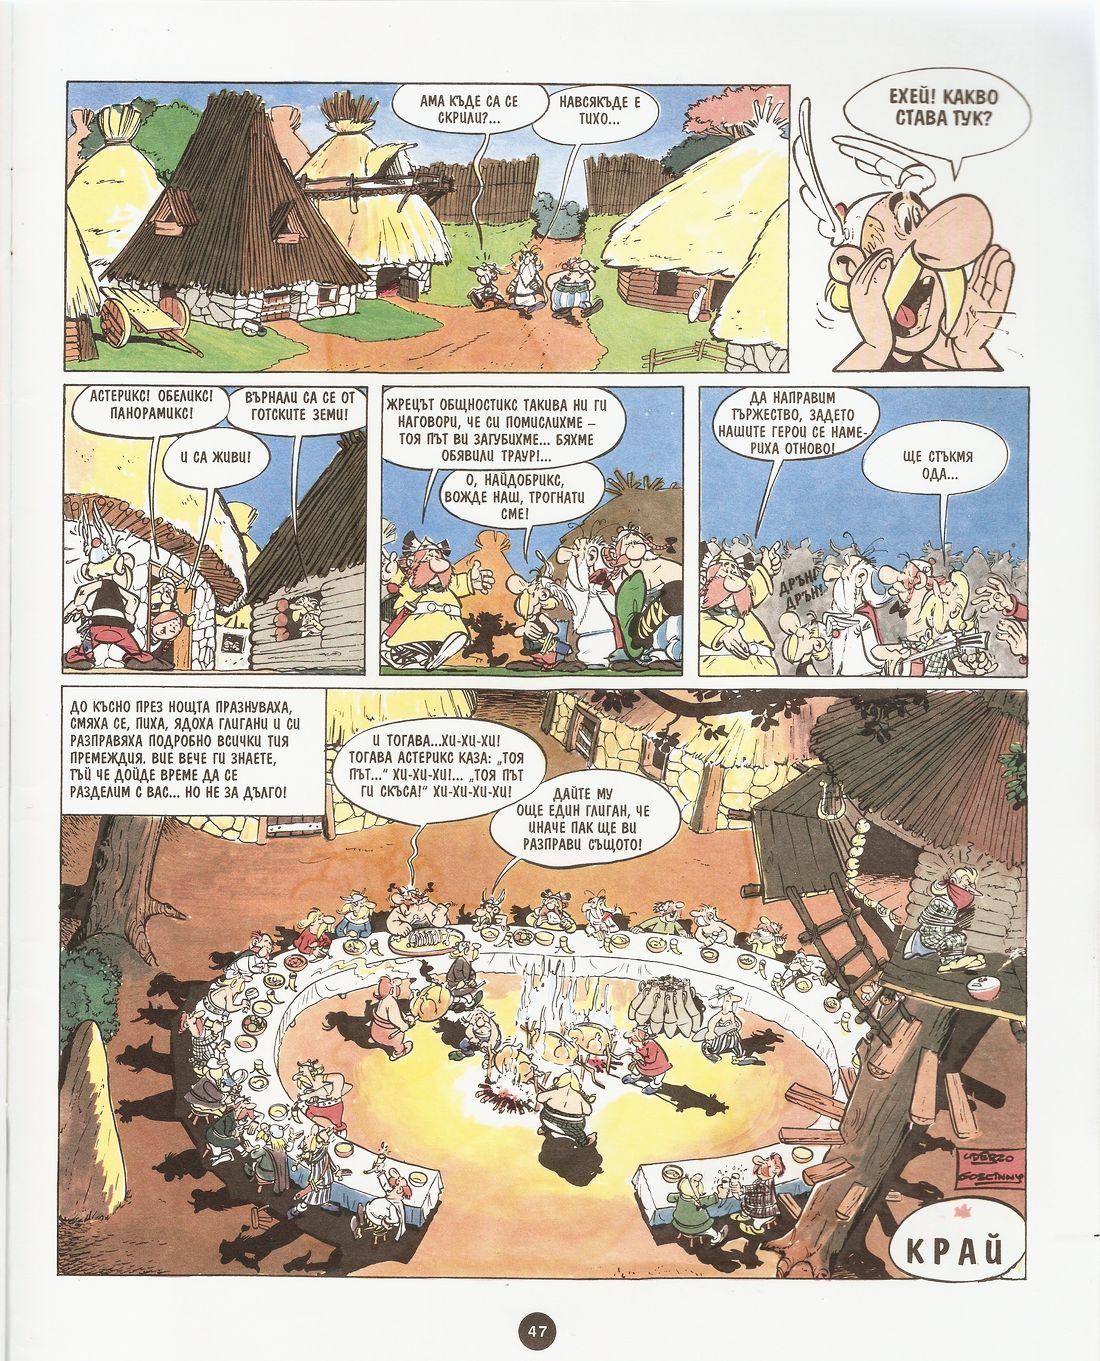 АМА КЪДЕ СА СЕ
СКРИЛИ?...
НАВСЯКЪДЕ Е
ТИХО...
ЕХЕЙ! КАКВО
СТАВА ТУК?
АСТЕРИКС! ОБЕЛИКС!
ПАНОРАМИКС!
ВЪРНАЛИ СА СЕ ОТ
ГОТСКИТЕ ЗЕМИ!
И СА ЖИВИ!
ЖРЕЦЪТ ОБЩНОСТИКС ТАКИВА НИ ГИ
НАГОВОРИ, ЧЕ СИ ПОМИСЛИХМЕ –
ТОЯ ПЪТ ВИ ЗАГУБИХМЕ... БЯХМЕ
ОБЯВИЛИ ТРАУР!...
О, НАЙДОБРИКС,
ВОЖДЕ НАШ, ТРОГНАТИ
СМЕ!
ДА НАПРАВИМ
ТЪРЖЕСТВО, ЗАДЕТО
НАШИТЕ ГЕРОИ СЕ НАМЕ-
РИХА ОТНОВО!
ЩЕ СТЪКМЯ
ОДА...
ДРЪН!
ДРЪН!
ДО КЪСНО ПРЕЗ НОЩТА ПРАЗНУВАХА,
СМЯХА СЕ, ПИХА, ЯДОХА ГЛИГАНИ И СИ
РАЗПРАВЯХА ПОДРОБНО ВСИЧКИ ТИЯ
ПРЕМЕЖДИЯ. ВИЕ ВЕЧЕ ГИ ЗНАЕТЕ,
ТЪЙ ЧЕ ДОЙДЕ ВРЕМЕ ДА СЕ
РАЗДЕЛИМ С ВАС... НО НЕ ЗА ДЪЛГО!
И ТОГАВА...ХИ-ХИ-ХИ!
ТОГАВА АСТЕРИКС КАЗА: „ТОЯ
ПЪТ...“ ХИ-ХИ-ХИ!... „ТОЯ ПЪТ
ГИ СКЪСА!“ ХИ-ХИ-ХИ-ХИ!
ДАЙТЕ МУ
ОЩЕ ЕДИН ГЛИГАН, ЧЕ
ИНАЧЕ ПАК ЩЕ ВИ
РАЗПРАВИ СЪЩОТО!
UDERZO
GOSCINNY
КРАЙ
47